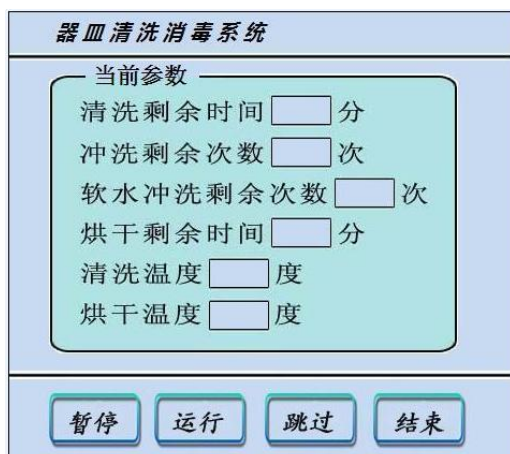 器皿清洗消毒系统
当前参数
清洗剩余时间 分
冲洗剩余次数 次
软水冲洗剩余次数 次
烘干剩余时间 分
清洗温度 度
烘干温度 度
暂停 运行 跳过 结束